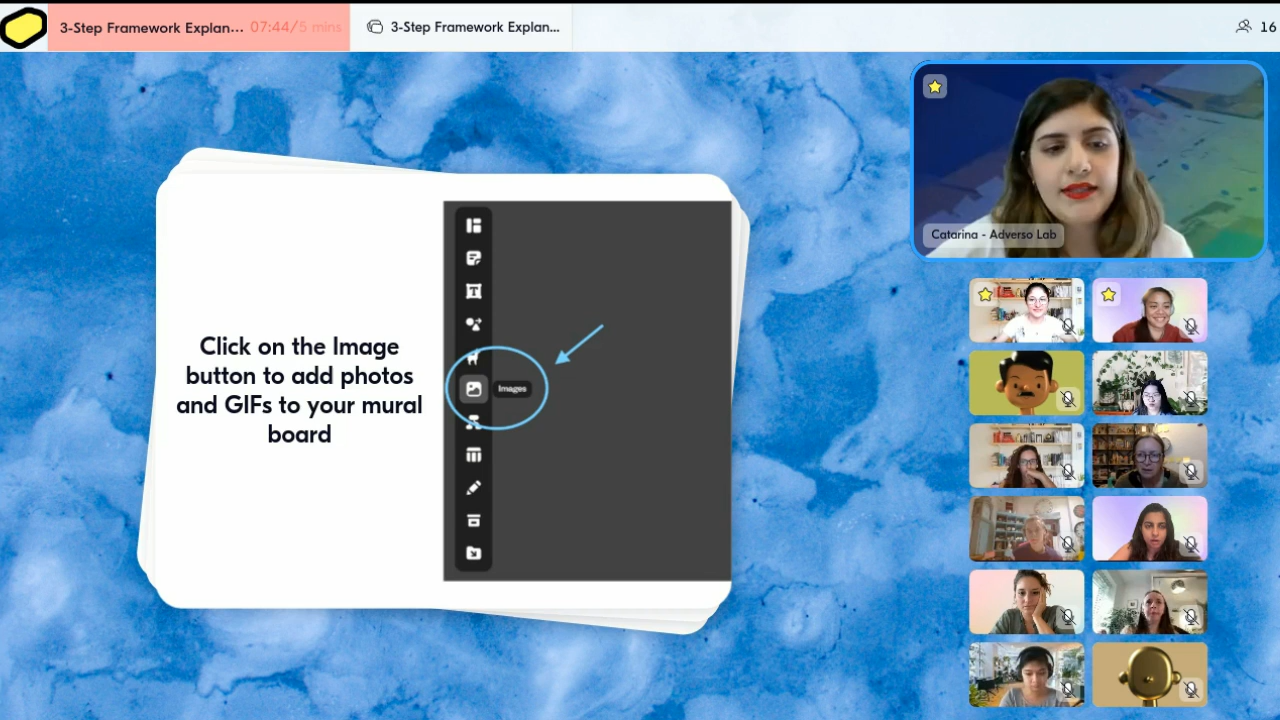 3-Step Framework Explan... 07:44/5 mins
3-Step Framework Explan...
16
Catarina - Adverso Lab
Click on the Image
button to add photos
and GIFs to your mural
board
Images